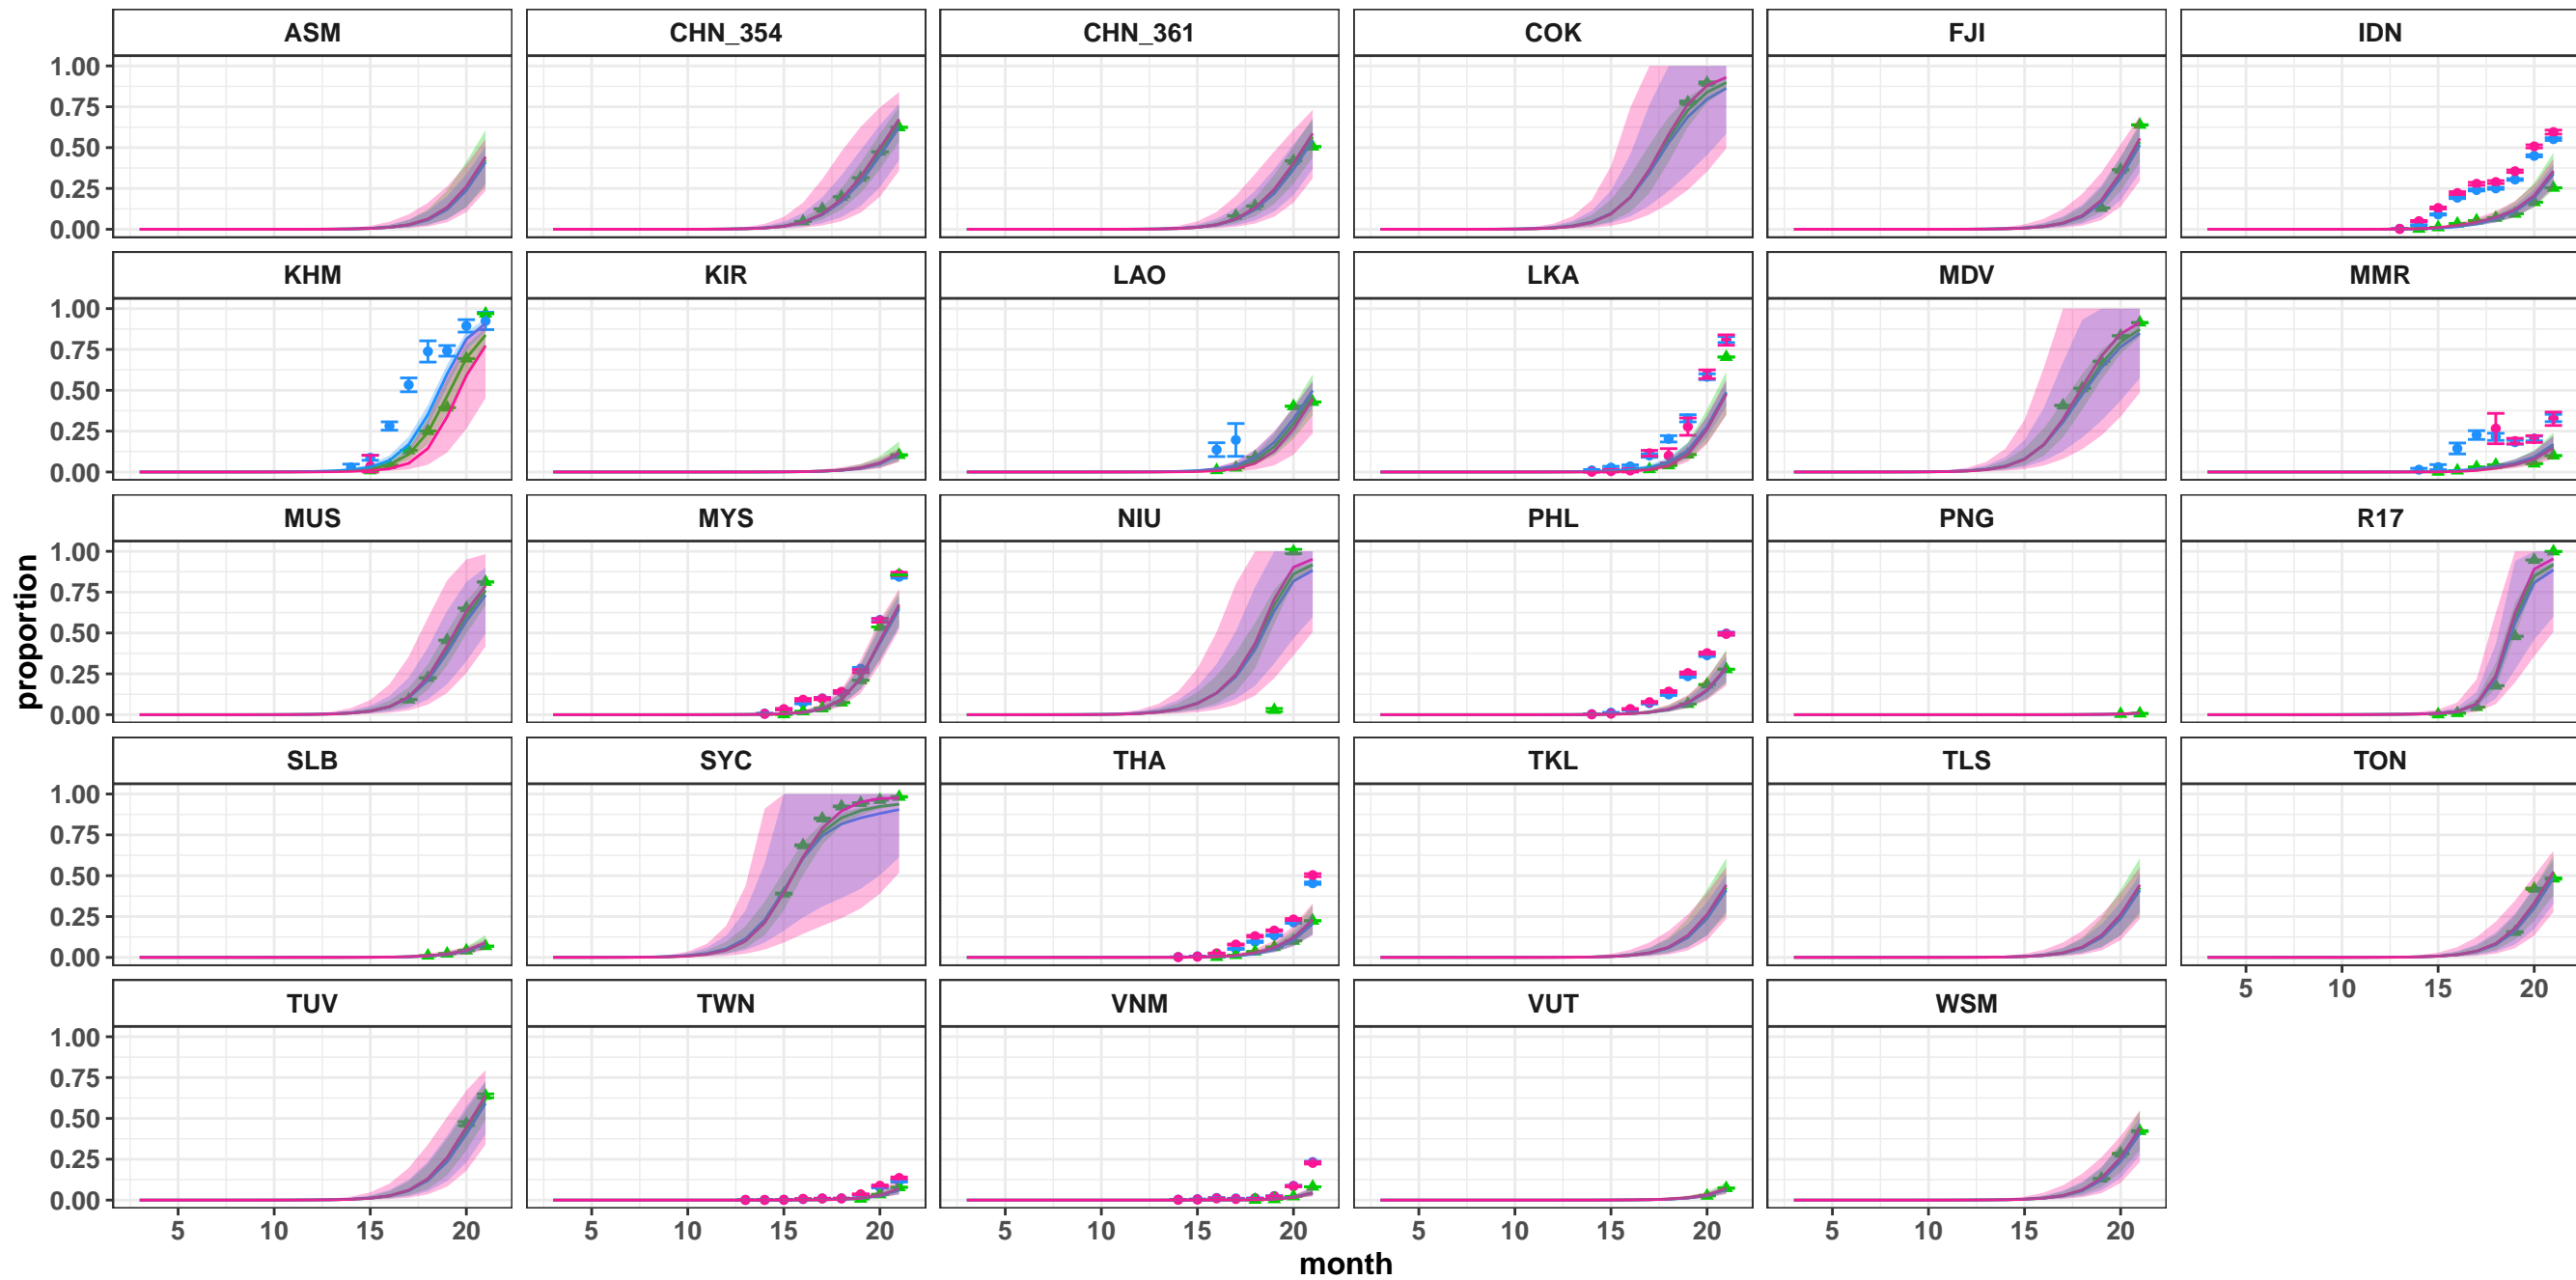 ASM CHN_354 CHN_361 COK FJI IDN
1.00
0.75
0.50
0.25
0.00
KHM KIR LAO LKA MDV MMR
1.00
0.75
0.50
0.25
0.00
MUS MYS NIU PHL PNG R17
1.00
0.75
0.50
0.25
0.00
proportion
SLB SYC THA TKL TLS TON
1.00
0.75
0.50
0.25
0.00
5 10 15 20
TUV TWN VNM VUT WSM
1.00
0.75
0.50
0.25
0.00
5 10 15 20 5 10 15 20 5 10 15 20 5 10 15 20 5 10 15 20
month